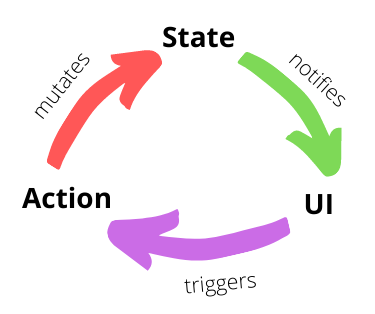 State
notifies
UI
triggers
Action
mutates